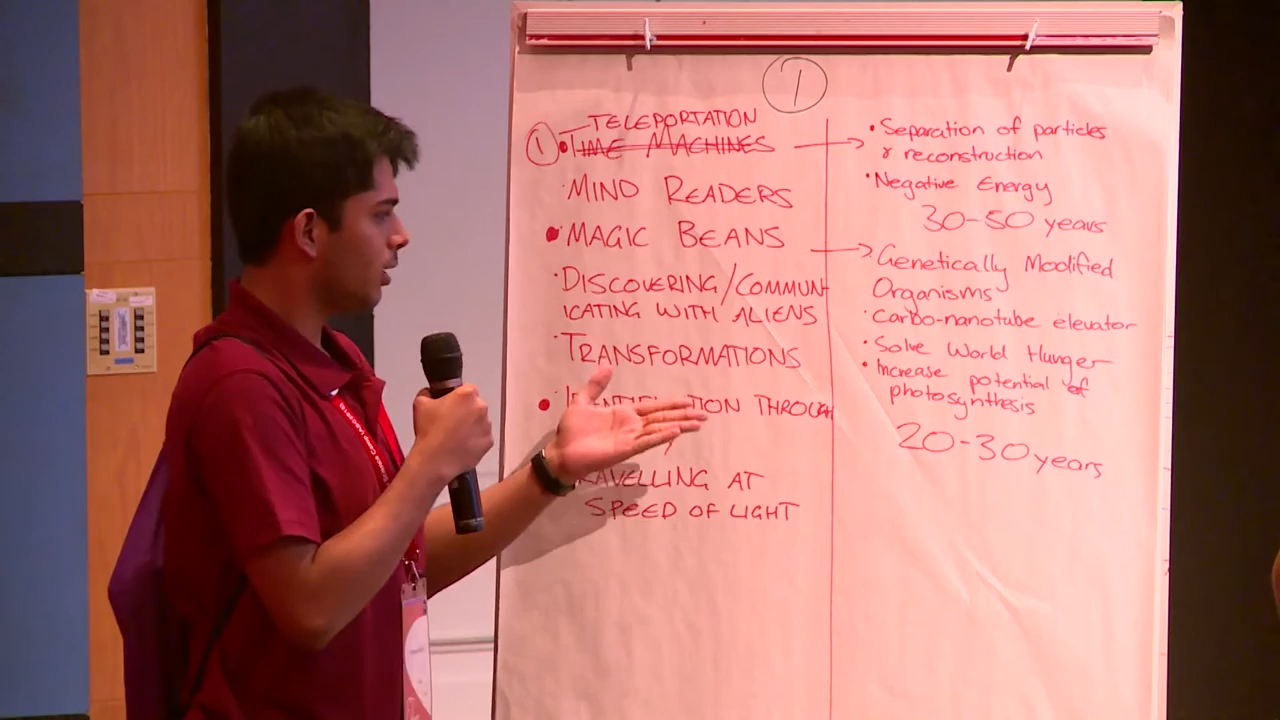 1
TELEPORTATION
1 • TIME MACHINES
• MIND READERS
• MAGIC BEANS
• DISCOVERING/COMMUN-
ICATING WITH ALIENS
• TRANSFORMATIONS
THROUGH
TRAVELLING AT
SPEED OF LIGHT
• Separation of particles
& reconstruction
• Negative Energy
30-50 years
Genetically Modified
Organisms
• Carbo-nanotube elevator
• Solve World Hunger
• Increase potential of
photosynthesis
20-30 years